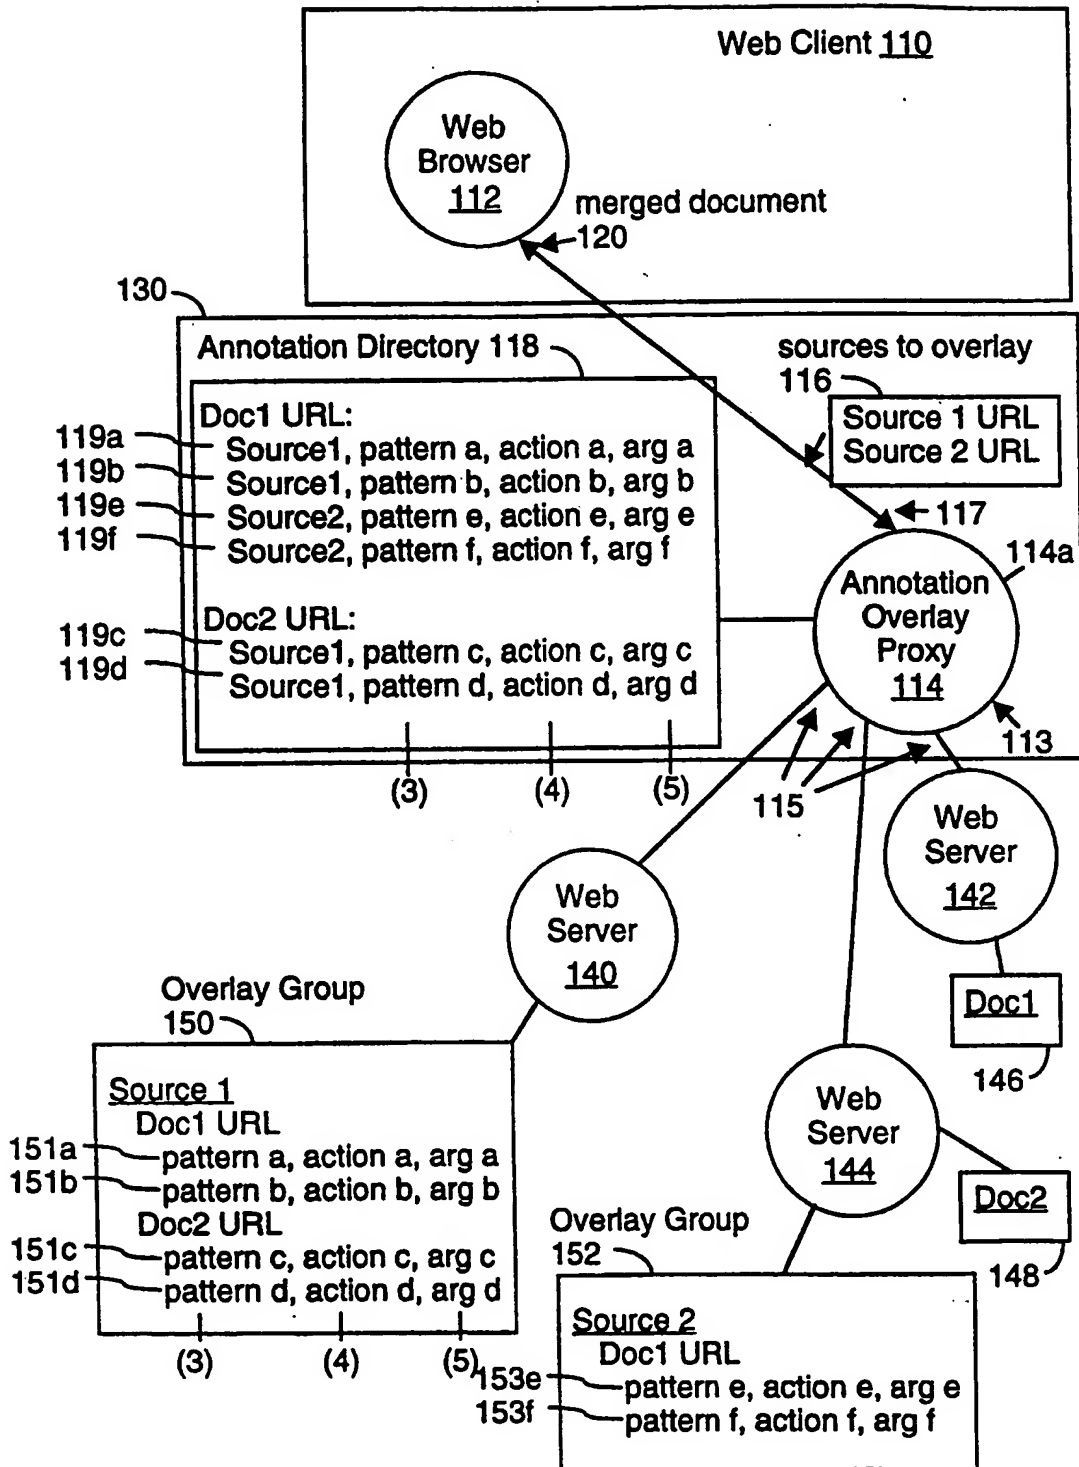 Web Client 110
Web
Browser
112
merged document
120
130
Annotation Directory 118
sources to overlay
116
Source 1 URL
Source 2 URL
Doc1 URL:
119a
Source1, pattern a, action a, arg a
119b
Source1, pattern b, action b, arg b
119e
Source2, pattern e, action e, arg e
119f
Source2, pattern f, action f, arg f
117
114a
Annotation
Overlay
Proxy
114
Doc2 URL:
119c
Source1, pattern c, action c, arg c
119d
Source1, pattern d, action d, arg d
113
(3) (4) (5)
115
Web
Server
142
Web
Server
140
Doc1
146
Overlay Group
150
Source 1
Doc1 URL
151a
pattern a, action a, arg a
151b
pattern b, action b, arg b
Doc2 URL
151c
pattern c, action c, arg c
151d
pattern d, action d, arg d
(3) (4) (5)
Web
Server
144
Doc2
148
Overlay Group
152
Source 2
Doc1 URL
153e
pattern e, action e, arg e
153f
pattern f, action f, arg f